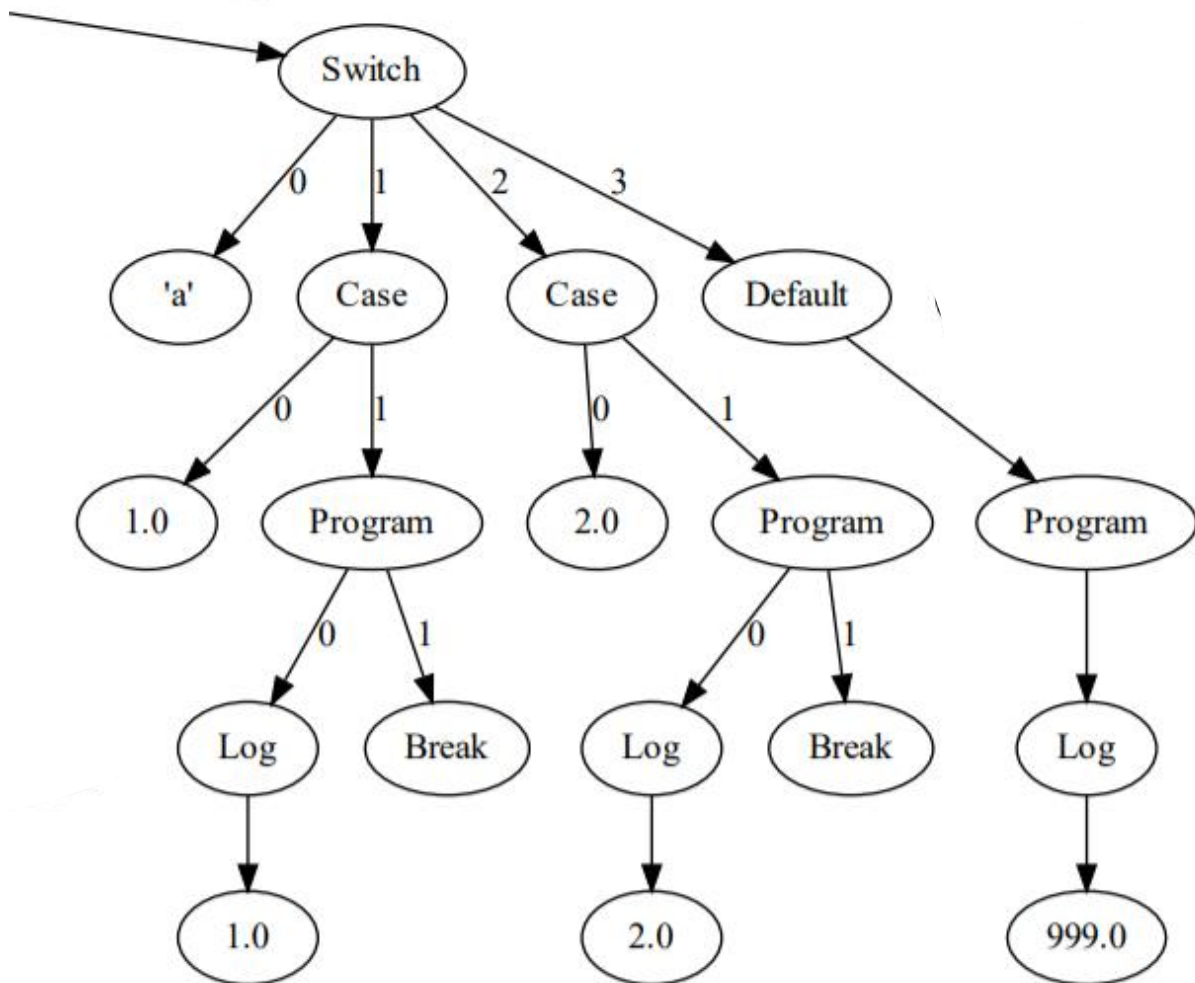 Switch
0 1 2 3
'a' Case Case Default
0 1 0 1
1.0 Program 2.0 Program Program
0 1 0 1
Log Break Log Break Log
1.0 2.0 999.0